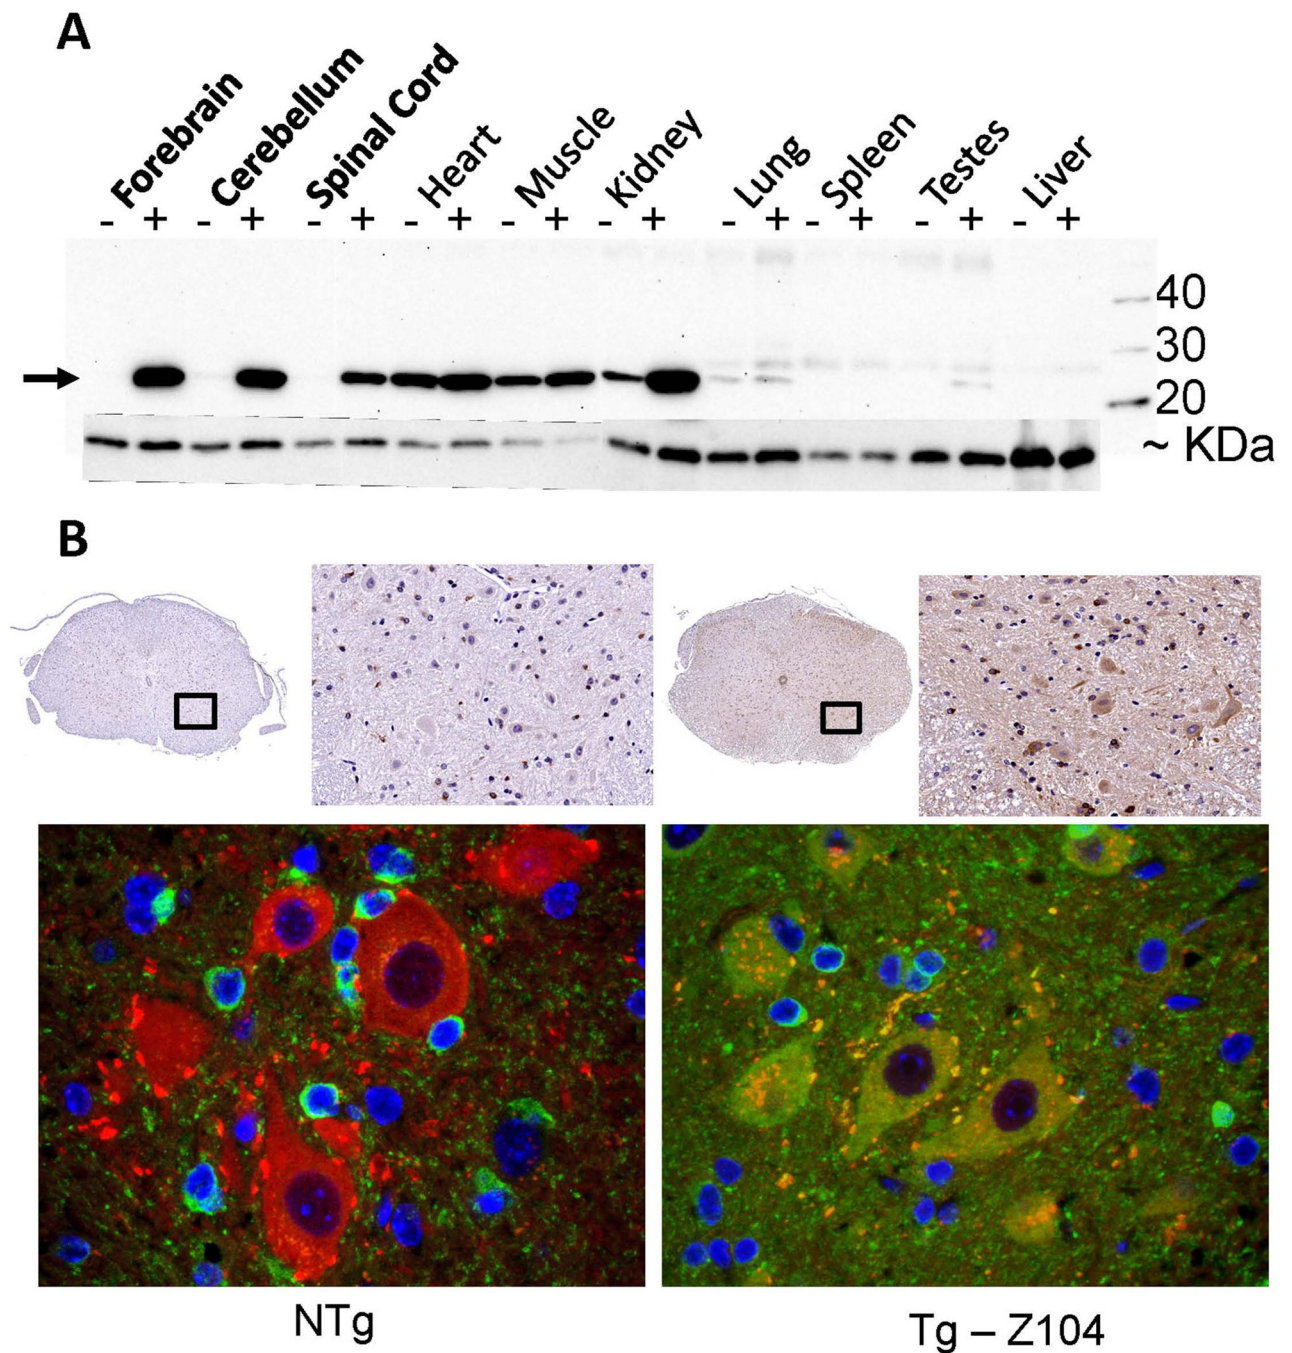 A
Forebrain Cerebellum Spinal Cord Heart Muscle Kidney Lung Spleen Testes Liver
- + - + - + - + - + - + - + - + - + - +
40
30
20
~ KDa
B
NTg Tg – Z104